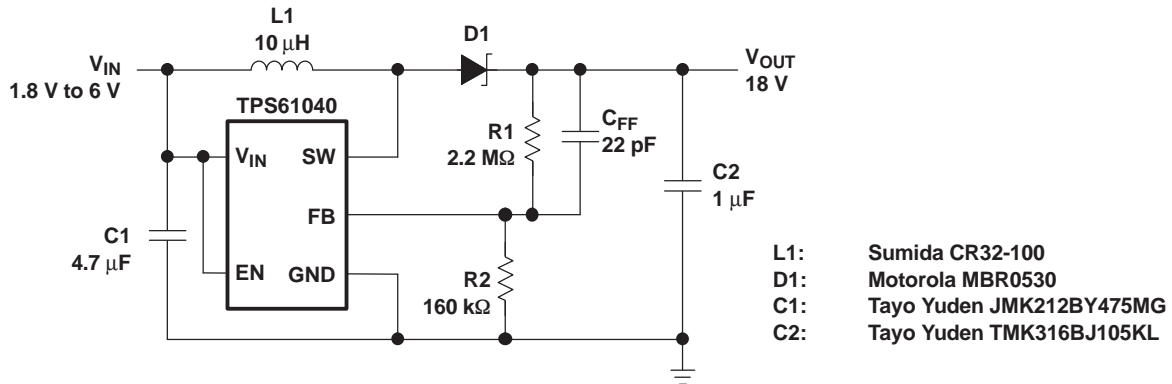 L1
10 μH
D1
VIN
1.8 V to 6 V
VOUT
18 V
TPS61040
VIN
SW
R1
2.2 MΩ
CFF
22 pF
C2
1 μF
FB
C1
4.7 μF
EN
GND
R2
160 kΩ
L1: Sumida CR32-100
D1: Motorola MBR0530
C1: Tayo Yuden JMK212BY475MG
C2: Tayo Yuden TMK316BJ105KL